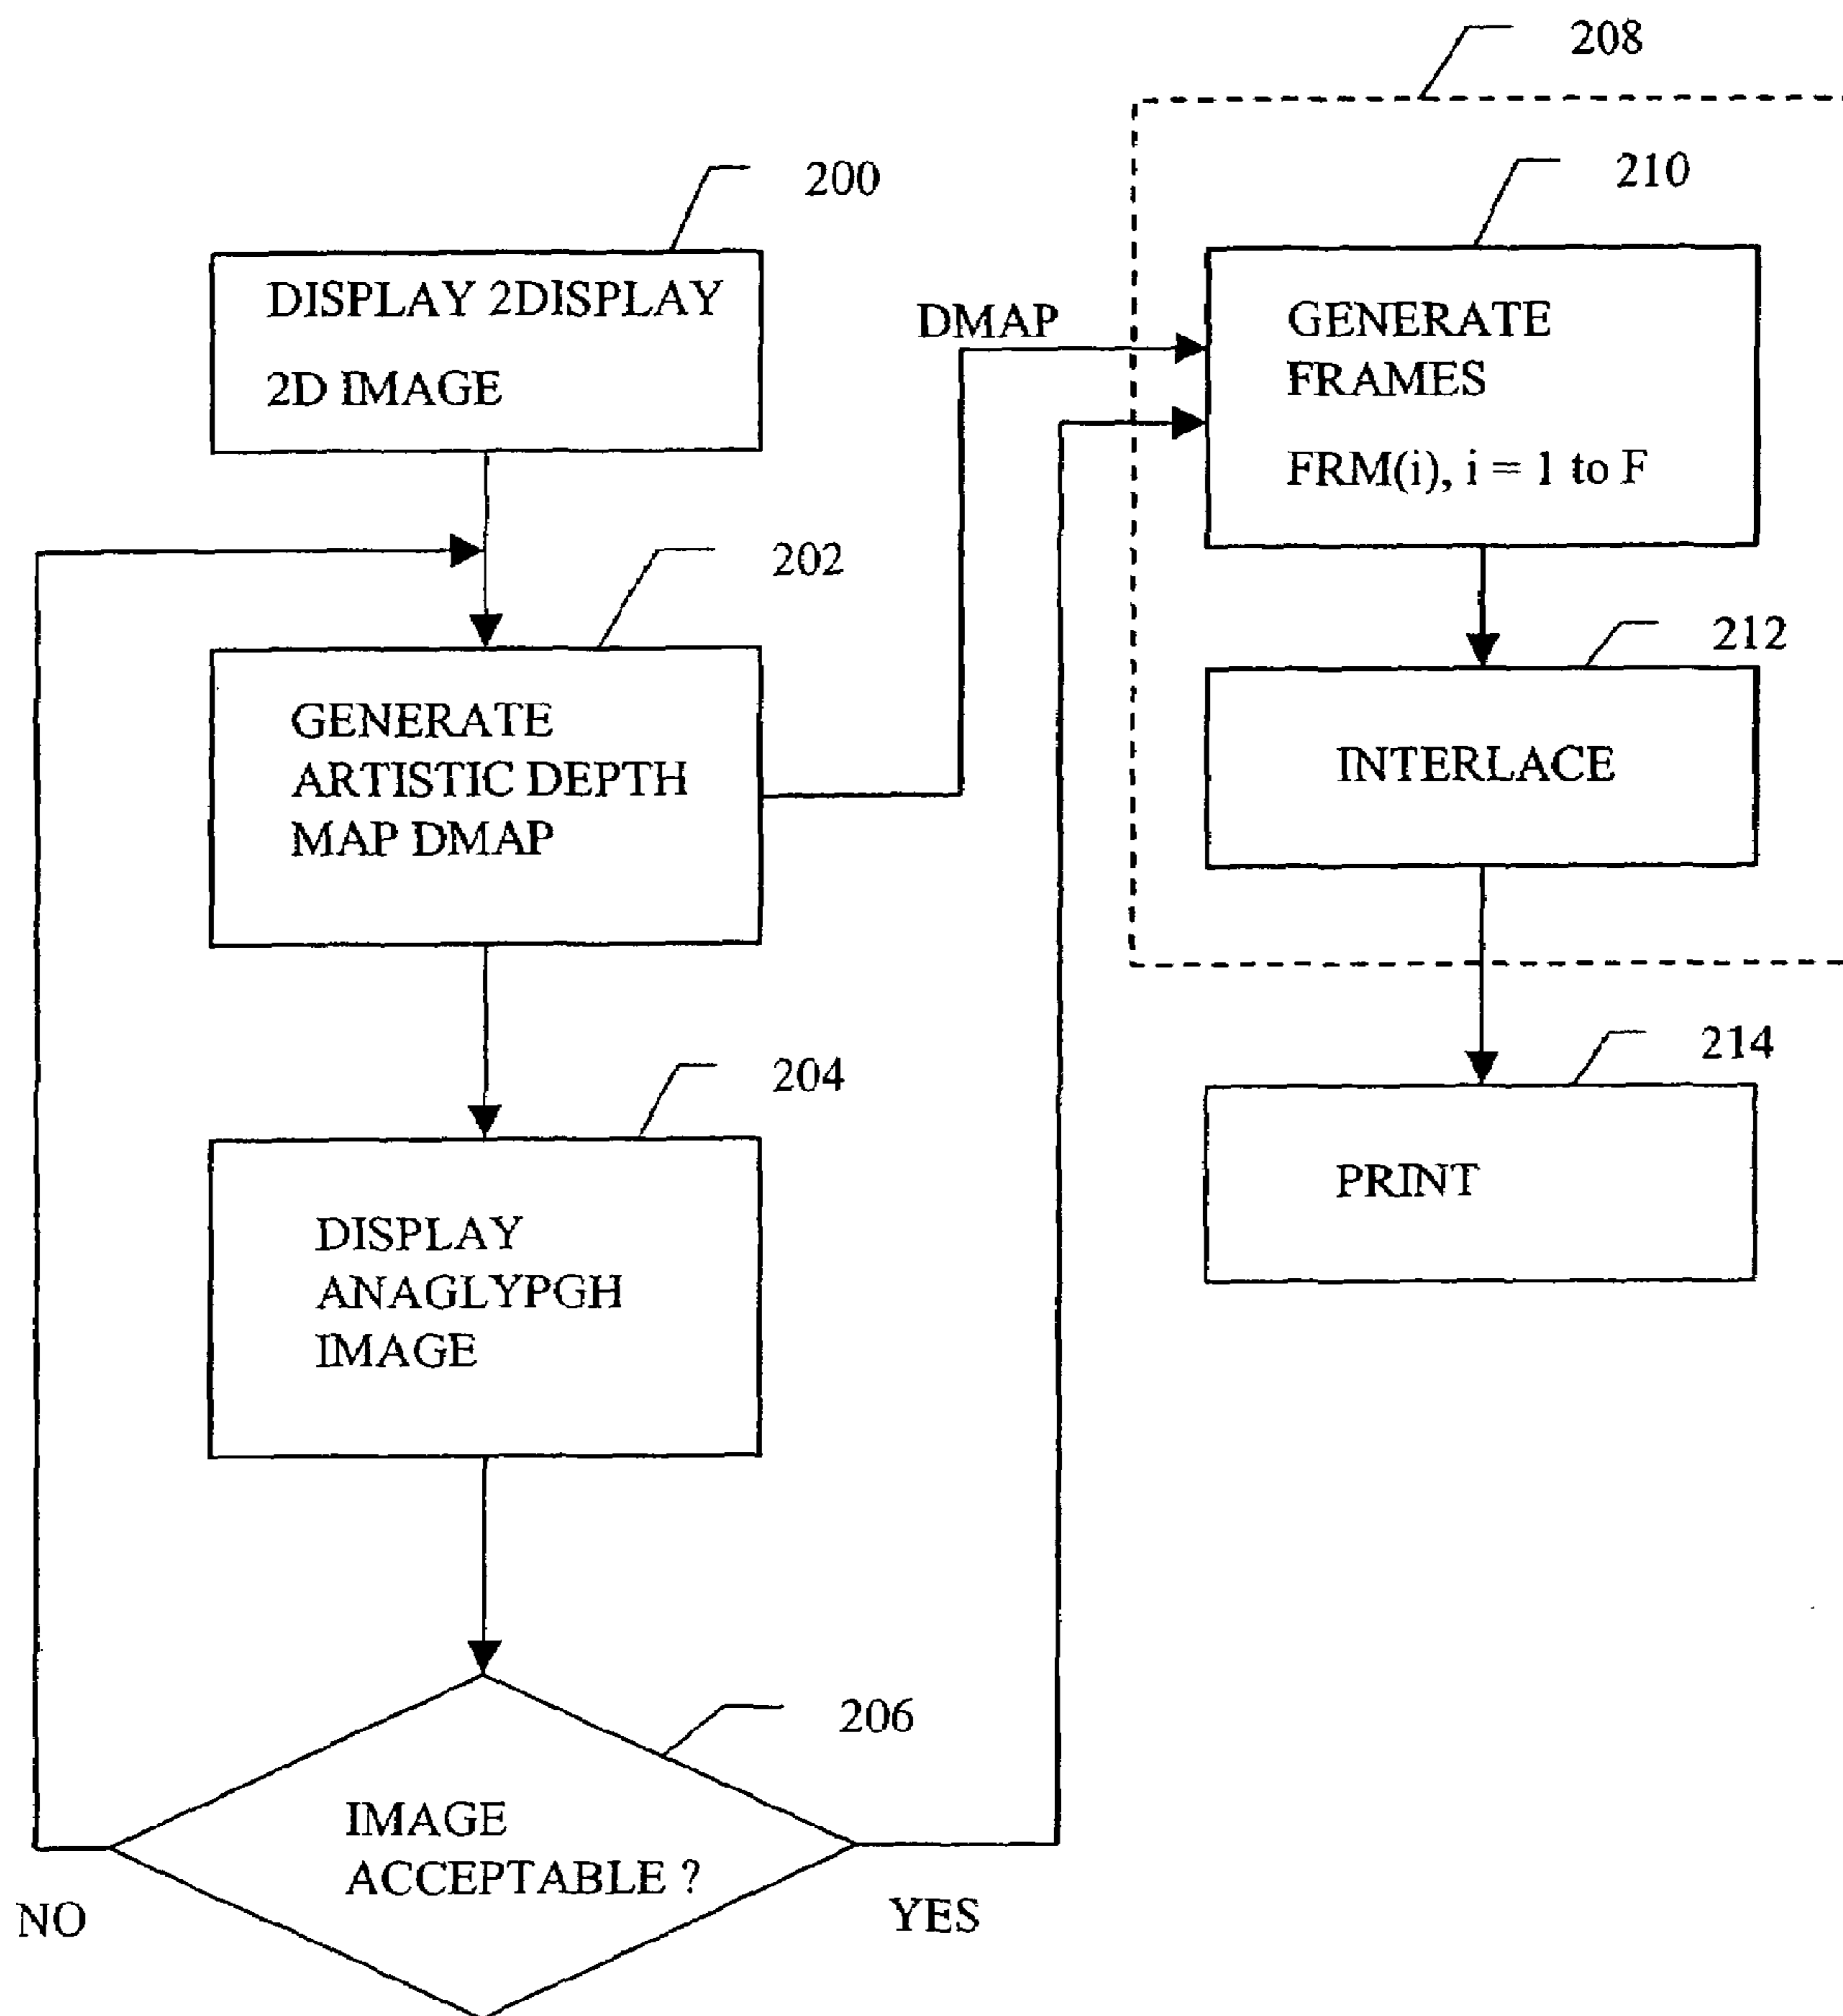 208
200
210
DISPLAY 2DISPLAY
2D IMAGE
DMAP
GENERATE
FRAMES
FRM(i), i = 1 to F
202
212
GENERATE
ARTISTIC DEPTH
MAP DMAP
INTERLACE
204
214
DISPLAY
ANAGLYPGH
IMAGE
PRINT
206
IMAGE
ACCEPTABLE ?
NO
YES